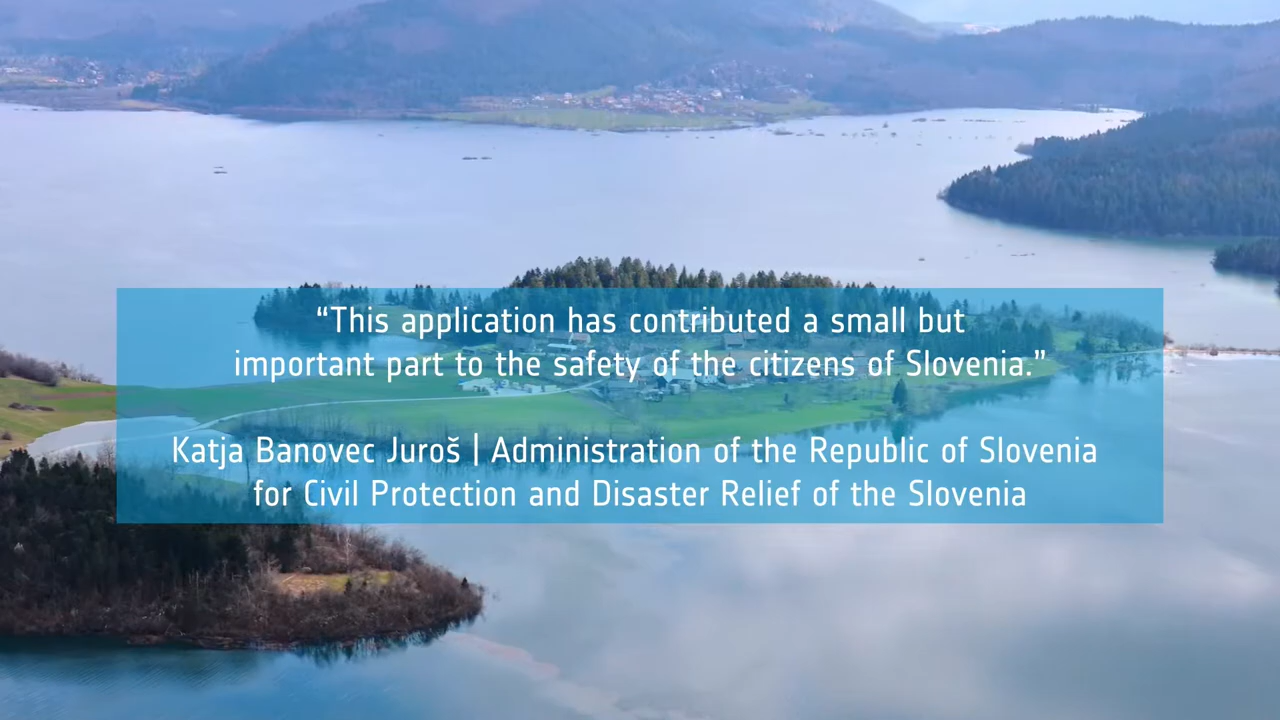 “This application has contributed a small but
important part to the safety of the citizens of Slovenia.”
Katja Banovec Juroš | Administration of the Republic of Slovenia
for Civil Protection and Disaster Relief of the Slovenia